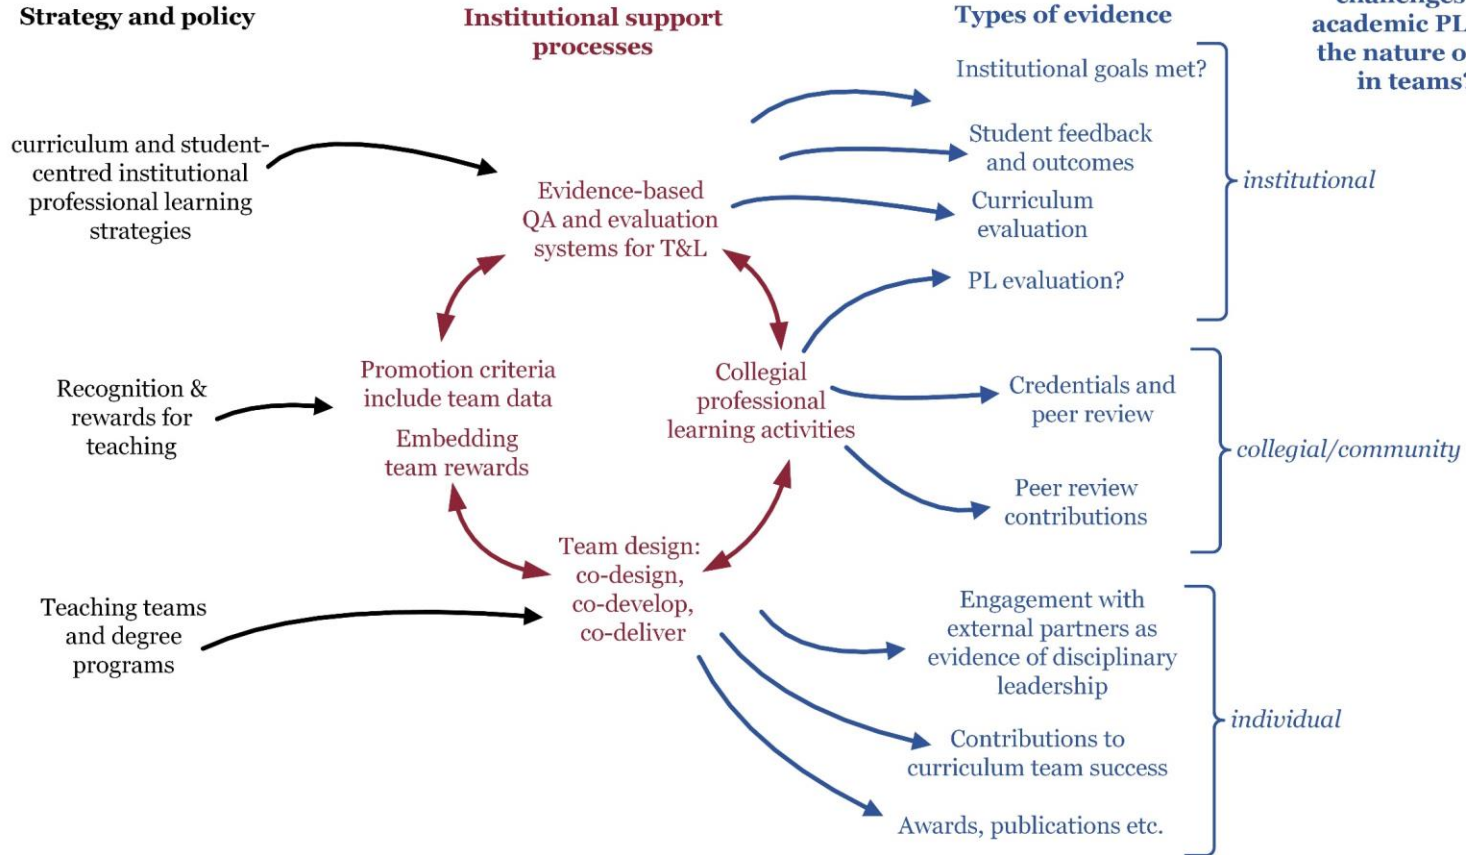 Strategy and policy
Institutional support
processes
Types of evidence
academic PL
the nature o
in teams?
curriculum and student-
centred institutional
professional learning
strategies
Recognition &
rewards for
teaching
Teaching teams
and degree
programs
Evidence-based
QA and evaluation
systems for T&L
Promotion criteria
include team data
Embedding
team rewards
Collegial
professional
learning activities
Team design:
co-design,
co-develop,
co-deliver
Institutional goals met?
Student feedback
and outcomes
Curriculum
evaluation
PL evaluation?
institutional
Credentials and
peer review
Peer review
contributions
collegial/community
Engagement with
external partners as
evidence of disciplinary
leadership
Contributions to
curriculum team success
Awards, publications etc.
individual